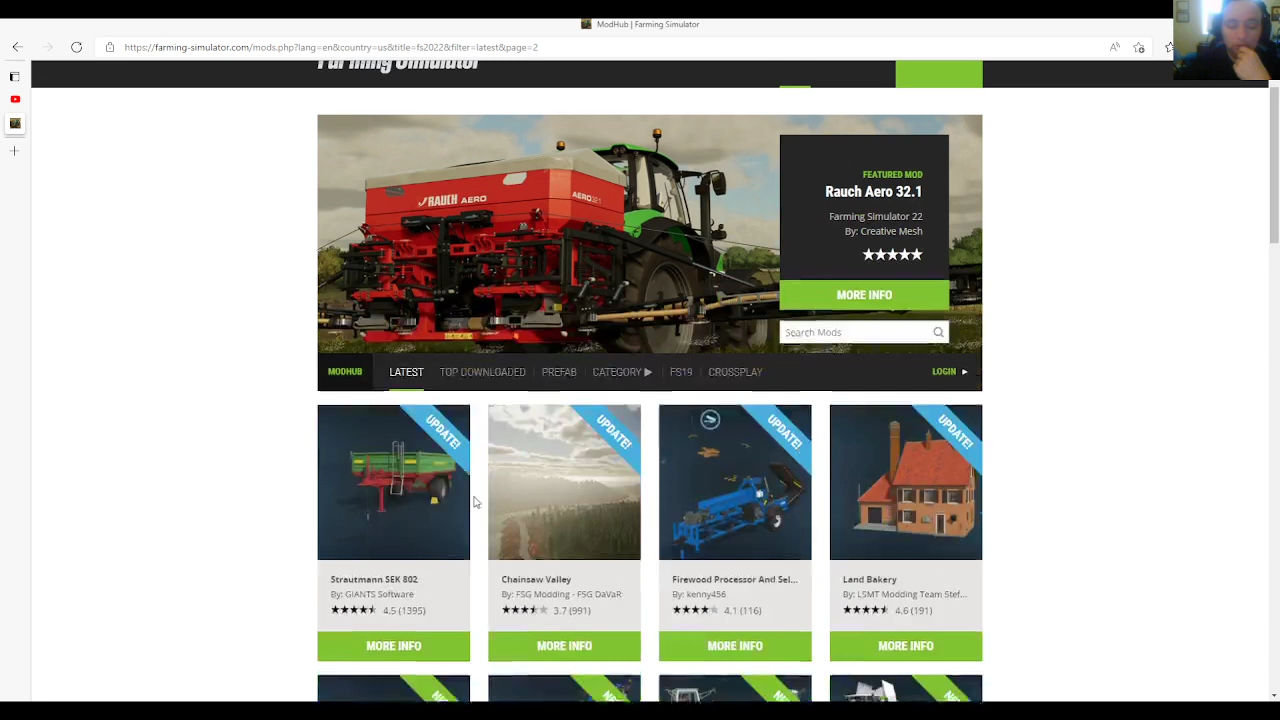 ModHub | Farming Simulator
https://farming-simulator.com/mods.php?lang=en&country=us&title=fs2022&filter=latest&page=2
Farming Simulator
RAUCH AERO
AERO 32.1
FEATURED MOD
Rauch Aero 32.1
Farming Simulator 22
By: Creative Mesh
MORE INFO
Search Mods
MODHUB
LATEST
TOP DOWNLOADED
PREFAB
CATEGORY
FS19
CROSSPLAY
LOGIN
UPDATE!
UPDATE!
UPDATE!
UPDATE!
Strautmann SEK 802
By: GIANTS Software
4.5 (1395)
MORE INFO
Chainsaw Valley
By: FSG Modding - FSG DaVaR
3.7 (991)
MORE INFO
Firewood Processor And Sel...
By: kenny456
4.1 (116)
MORE INFO
Land Bakery
By: LSMT Modding Team Stef...
4.6 (191)
MORE INFO